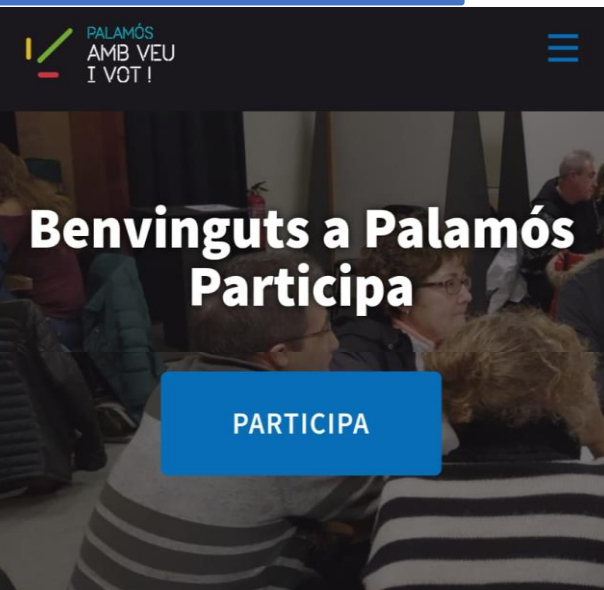 PALAMÓS
AMB VEU
I VOT !
Benvinguts a Palamós
Participa
PARTICIPA